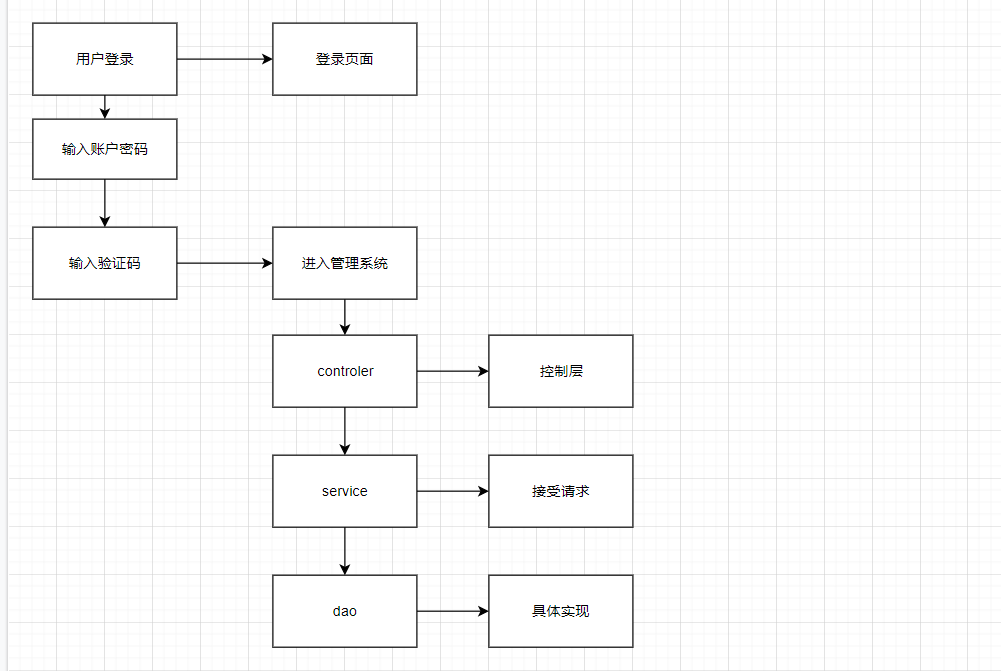 用户登录
登录页面
输入账户密码
输入验证码
进入管理系统
controler
控制层
service
接受请求
dao
具体实现